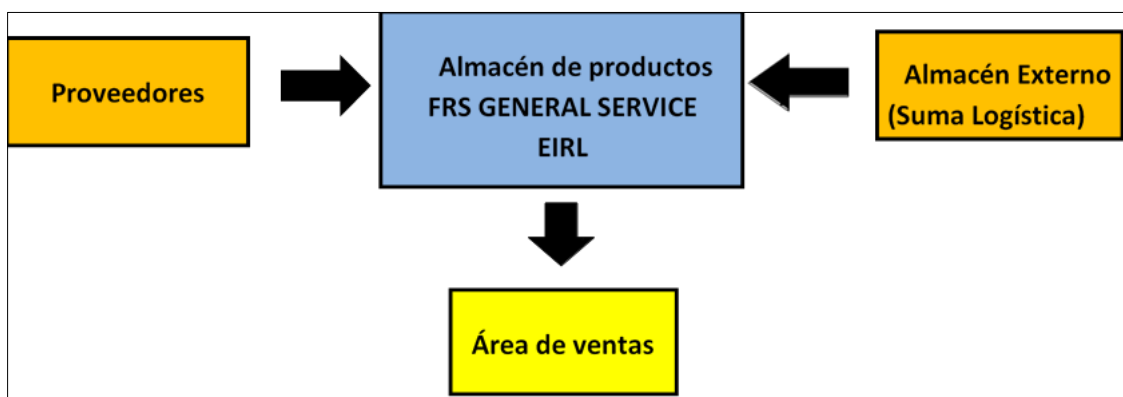 Proveedores
Almacén de productos
FRS GENERAL SERVICE
EIRL
Almacén Externo
(Suma Logística)
Área de ventas